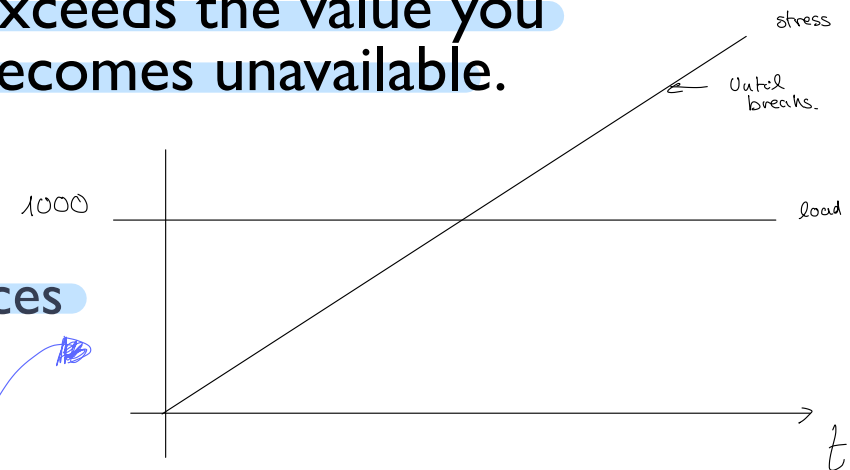 xceeds the value you
ecomes unavailable.
stress
Until
breaks.
1000
load
ces
t